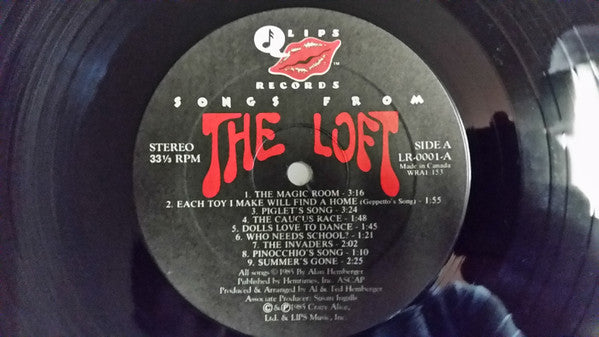 LIPS
™
RECORDS
SONGS FROM
THE LOFT
STEREO
33⅓ RPM
SIDE A
LR-0001-A
Made in Canada
WRA1 153
1. THE MAGIC ROOM - 3:16
2. EACH TOY I MAKE WILL FIND A HOME (Geppetto's Song) - 1:55
3. PIGLET'S SONG - 3:24
4. THE CAUCUS RACE - 1:48
5. DOLLS LOVE TO DANCE - 1:45
6. WHO NEEDS SCHOOL? - 1:21
7. THE INVADERS - 2:02
8. PINOCCHIO'S SONG - 1:10
9. SUMMER'S GONE - 2:25
All songs © 1985 By Alan Hemberger
Published by Hemtunes, Inc. ASCAP
Produced & Arranged by Al & Ted Hemberger
Associate Producer: Susan Ingalls
© & ℗ 1985 Crazy Alice,
Ltd. & LIPS Music, Inc.